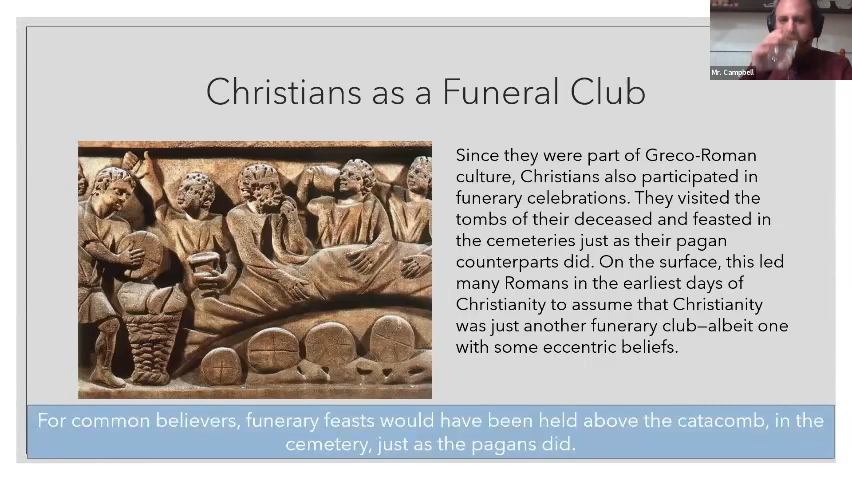 Mr. Campbell
Christians as a Funeral Club
Since they were part of Greco-Roman
culture, Christians also participated in
funerary celebrations. They visited the
tombs of their deceased and feasted in
the cemeteries just as their pagan
counterparts did. On the surface, this led
many Romans in the earliest days of
Christianity to assume that Christianity
was just another funerary club—albeit one
with some eccentric beliefs.
For common believers, funerary feasts would have been held above the catacomb, in the
cemetery, just as the pagans did.